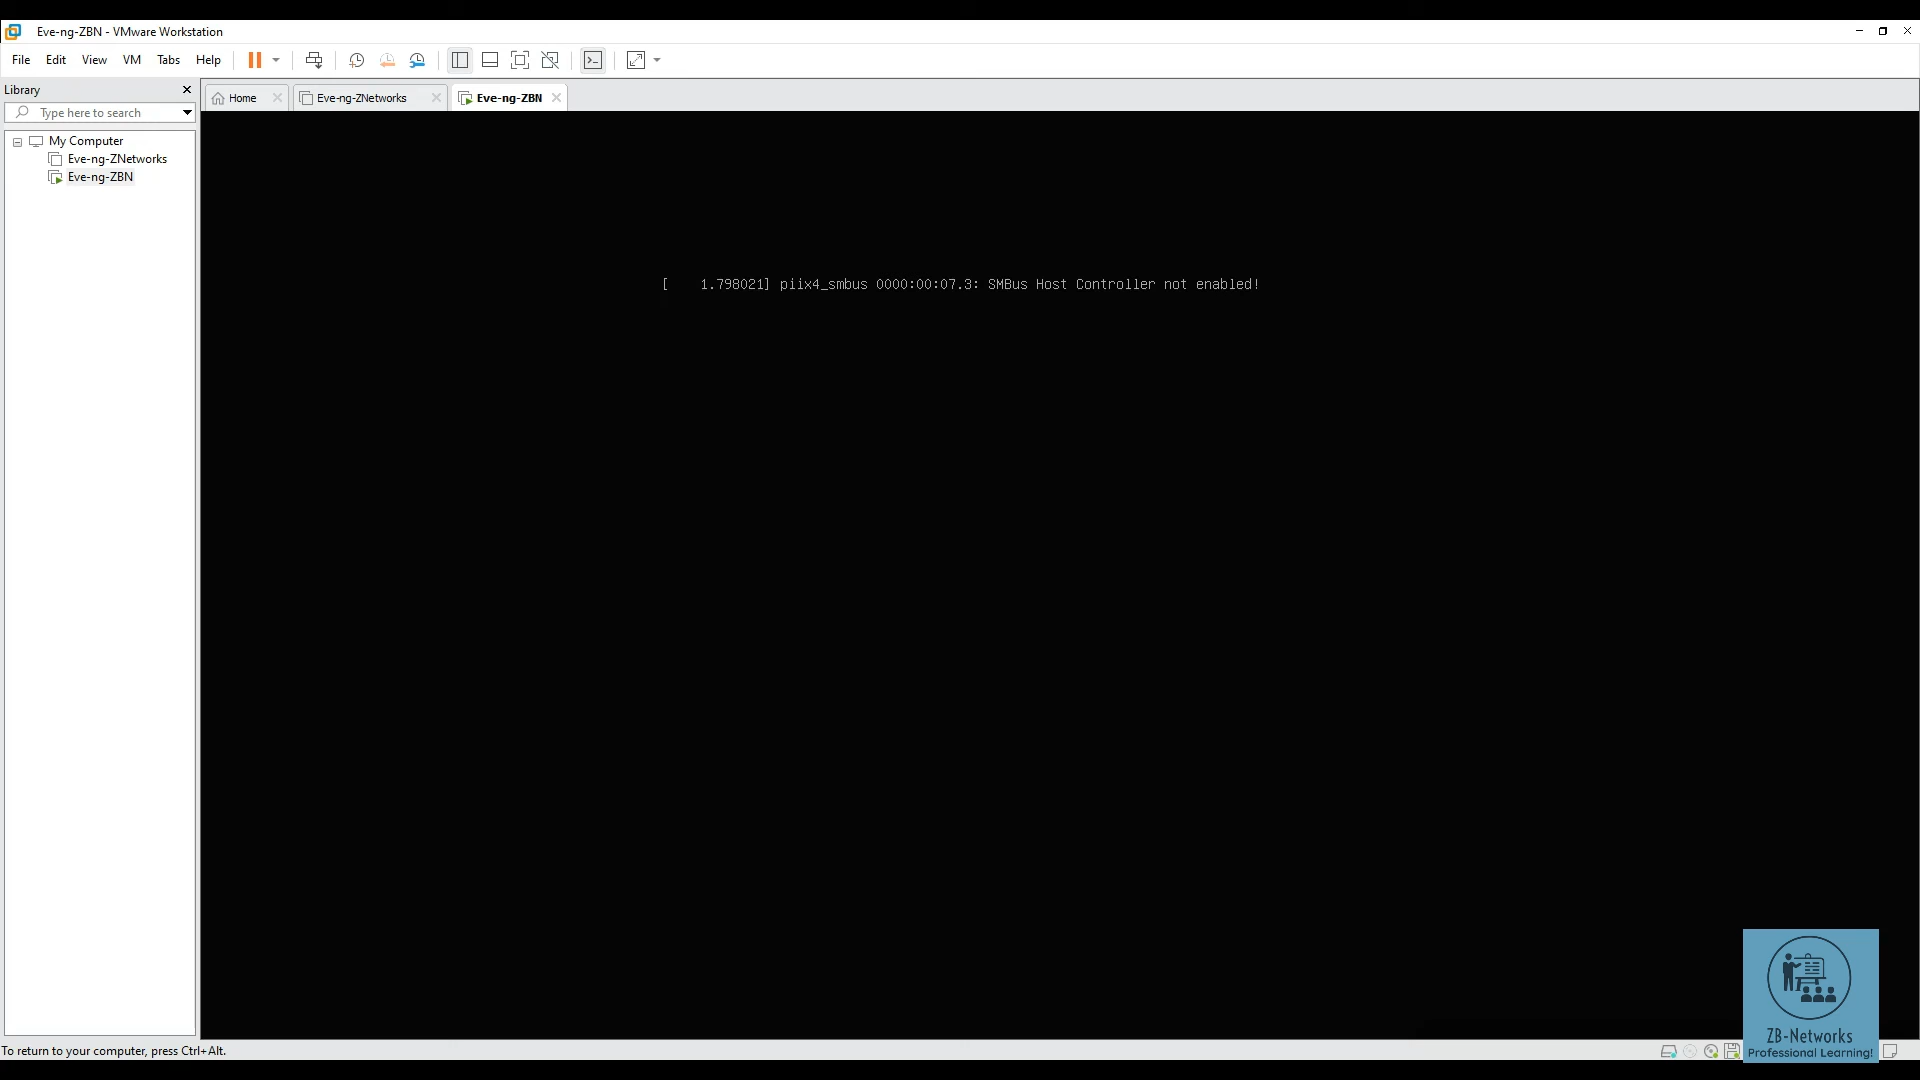 Eve-ng-ZBN - VMware Workstation
File Edit View VM Tabs Help
Library
Type here to search
Home
Eve-ng-ZNetworks
Eve-ng-ZBN
My Computer
Eve-ng-ZNetworks
Eve-ng-ZBN
[    1.798021] piix4_smbus 0000:00:07.3: SMBus Host Controller not enabled!
ZB-Networks
Professional Learning!
To return to your computer, press Ctrl+Alt.